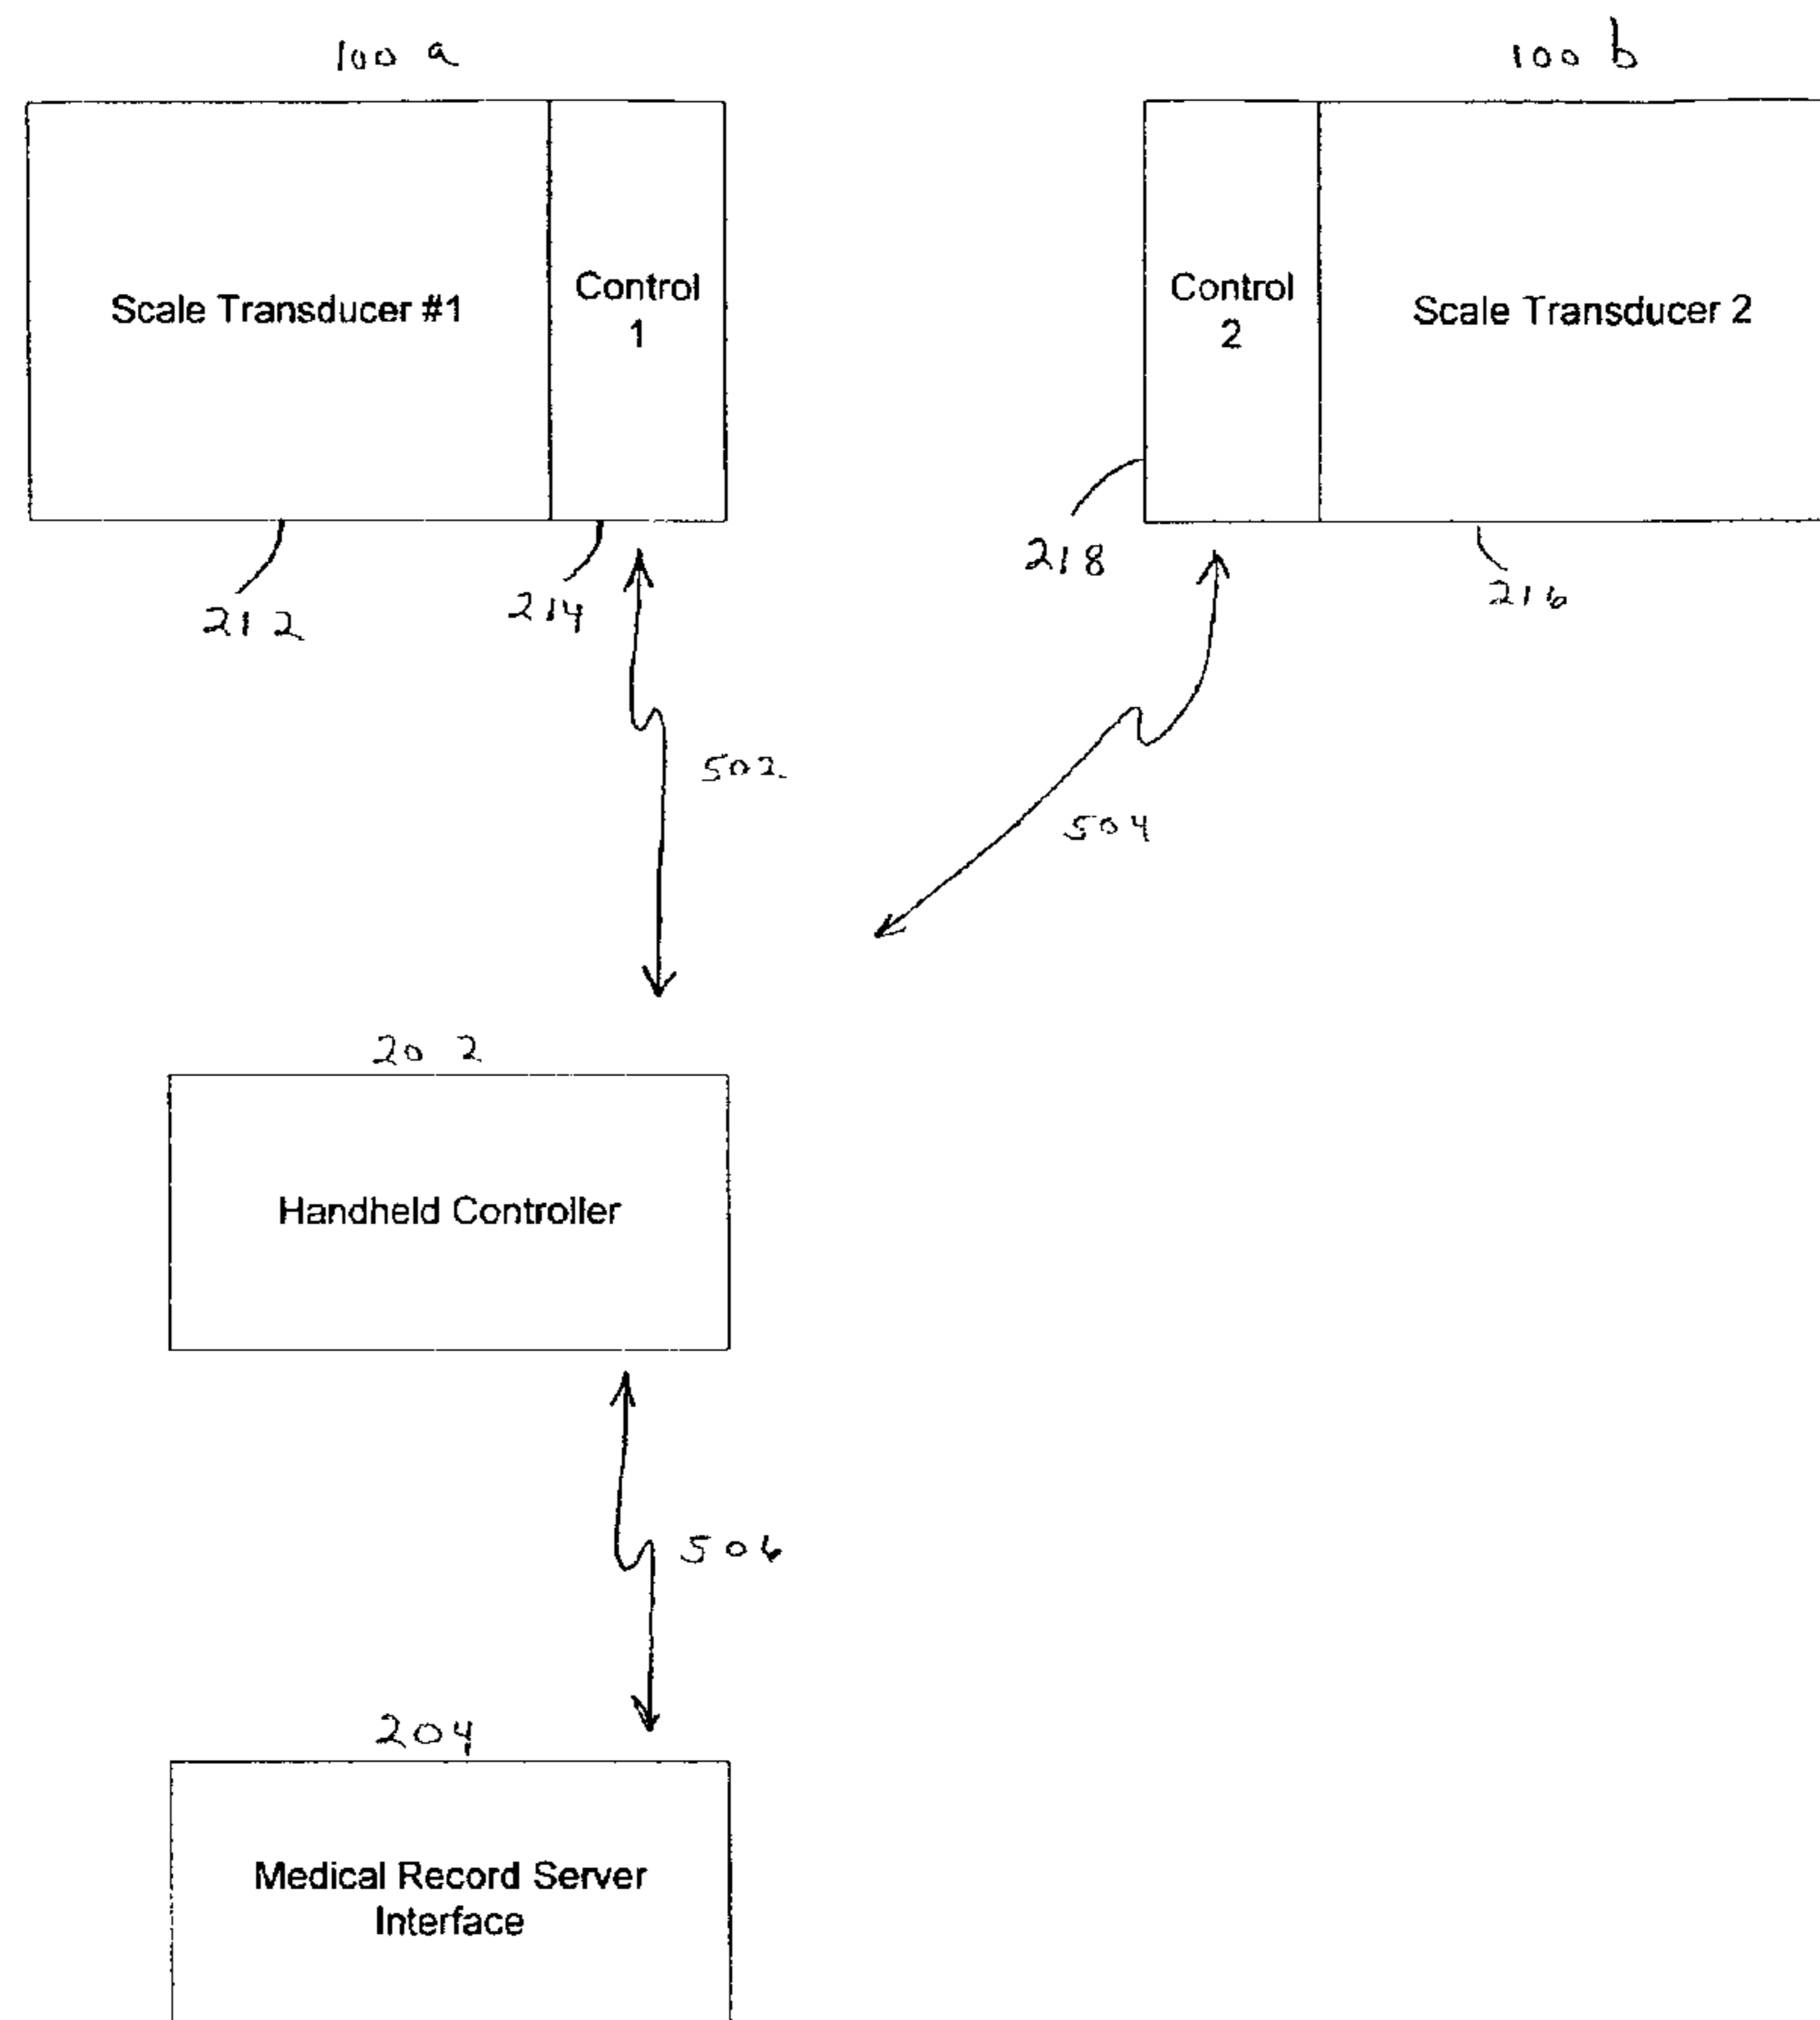 100 a
100 b
Scale Transducer #1
Control
1
Control
2
Scale Transducer 2
212
214
218
216
502
504
202
Handheld Controller
506
204
Medical Record Server
Interface